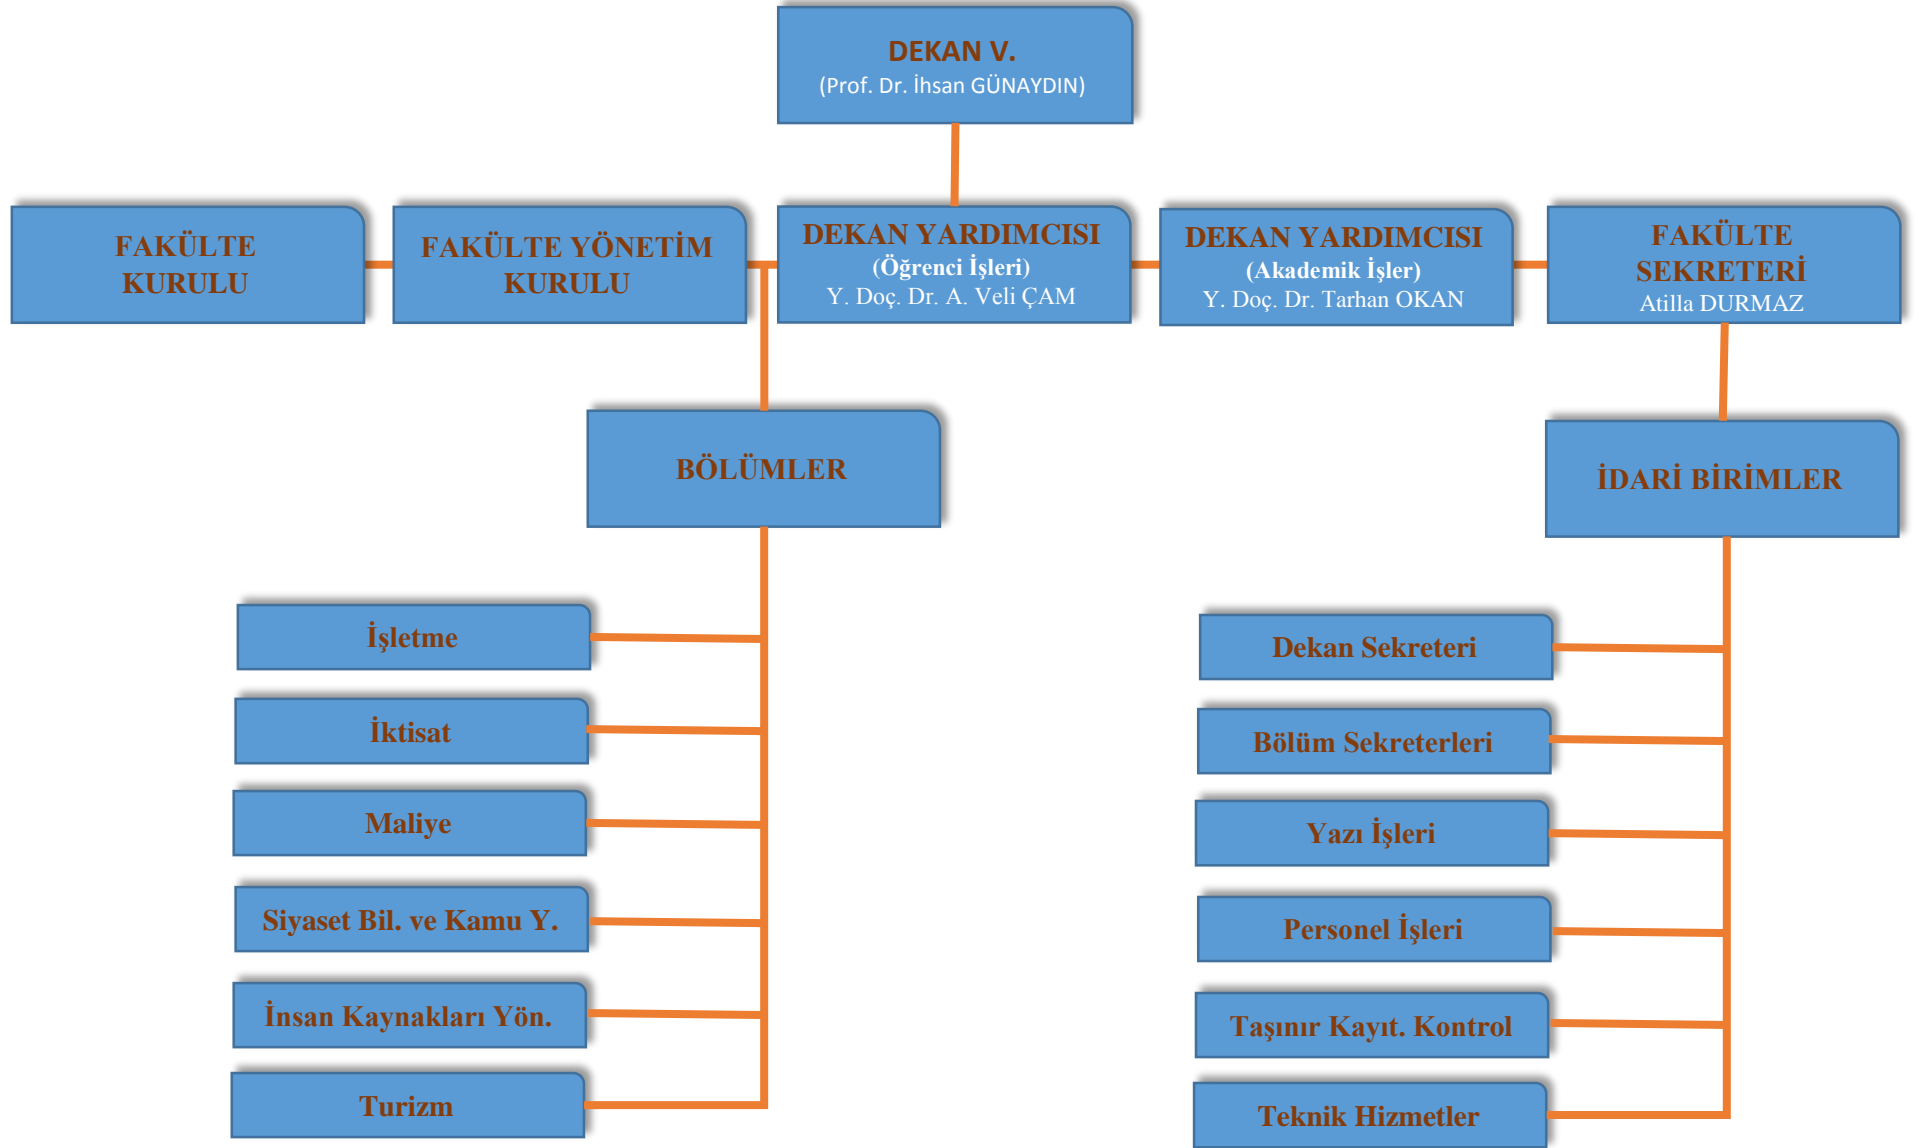 DEKAN V.
(Prof. Dr. İhsan GÜNAYDIN)
FAKÜLTE
KURULU
FAKÜLTE YÖNETİM
KURULU
DEKAN YARDIMCISI
(Öğrenci İşleri)
Y. Doç. Dr. A. Veli ÇAM
DEKAN YARDIMCISI
(Akademik İşler)
Y. Doç. Dr. Tarhan OKAN
FAKÜLTE
SEKRETERİ
Atilla DURMAZ
BÖLÜMLER
İDARİ BİRİMLER
İşletme
İktisat
Maliye
Siyaset Bil. ve Kamu Y.
İnsan Kaynakları Yön.
Turizm
Dekan Sekreteri
Bölüm Sekreterleri
Yazı İşleri
Personel İşleri
Taşınır Kayıt. Kontrol
Teknik Hizmetler